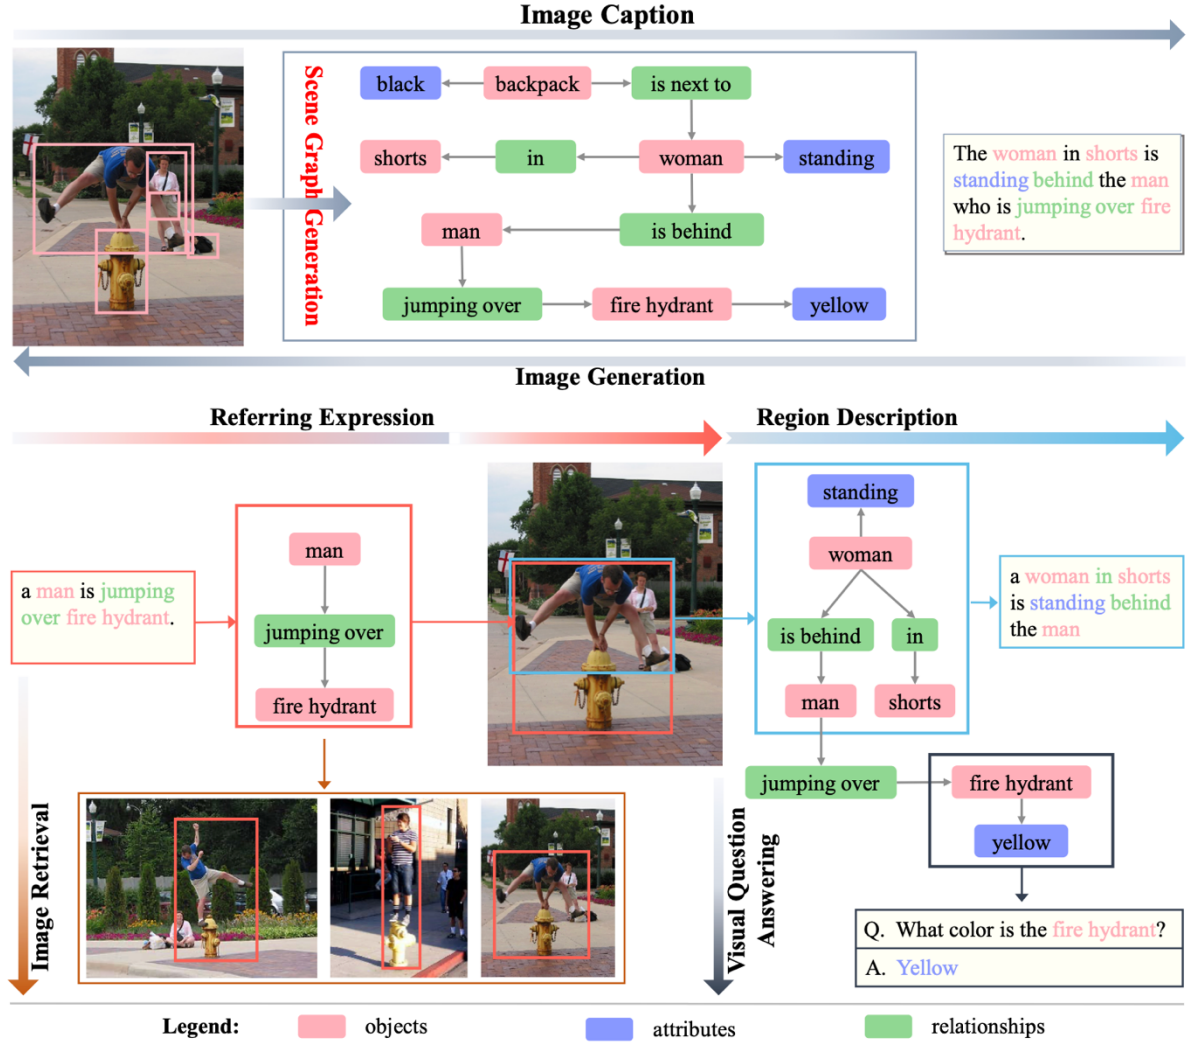 Image Caption
Scene Graph Generation
black
backpack
is next to
shorts
in
woman
standing
man
is behind
jumping over
fire hydrant
yellow
The woman in shorts is
standing behind the man
who is jumping over fire
hydrant.
Image Generation
Referring Expression
Region Description
a man is jumping
over fire hydrant.
man
jumping over
fire hydrant
standing
woman
is behind
in
man
shorts
jumping over
fire hydrant
yellow
a woman in shorts
is standing behind
the man
Image Retrieval
Visual Question
Answering
Q. What color is the fire hydrant?
A. Yellow
Legend:
objects
attributes
relationships